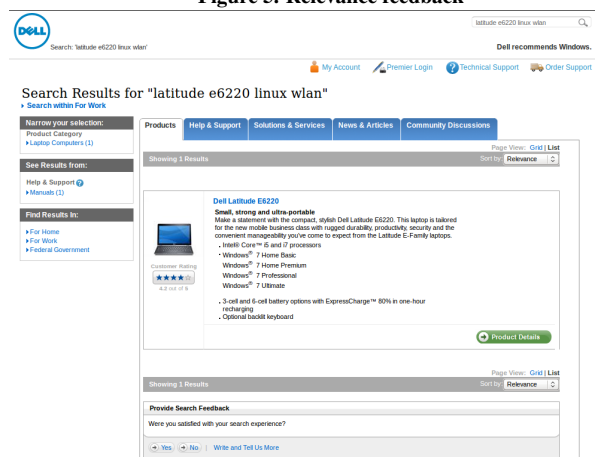 Figure 5: Relevance feedback
DELL
latitude e6220 linux wlan
Search: 'latitude e6220 linux wlan'
Dell recommends Windows.
My Account Premier Login Technical Support Order Support
Search Results for "latitude e6220 linux wlan"
Search within For Work
Narrow your selection:
Product Category
Laptop Computers (1)
See Results from:
Help & Support
Manuals (1)
Find Results In:
For Home
For Work
Federal Government
Products Help & Support Solutions & Services News & Articles Community Discussions
Page View: Grid | List
Showing 1 Results Sort by: Relevance
Dell Latitude E6220
Small, strong and ultra-portable
Make a statement with the compact, stylish Dell Latitude E6220. This laptop is tailored
for the new mobile business class with rugged durability, productivity, security and the
convenient manageability you've come to expect from the Latitude E-Family laptops.
Intel® Core™ i5 and i7 processors
Windows® 7 Home Basic
Windows® 7 Home Premium
Windows® 7 Professional
Windows® 7 Ultimate
3-cell and 6-cell battery options with ExpressCharge™ 80% in one-hour
recharging
Optional backlit keyboard
Customer Rating
4.2 out of 5
Product Details
Page View: Grid | List
Showing 1 Results Sort by: Relevance
Provide Search Feedback
Were you satisfied with your search experience?
Yes No | Write and Tell Us More